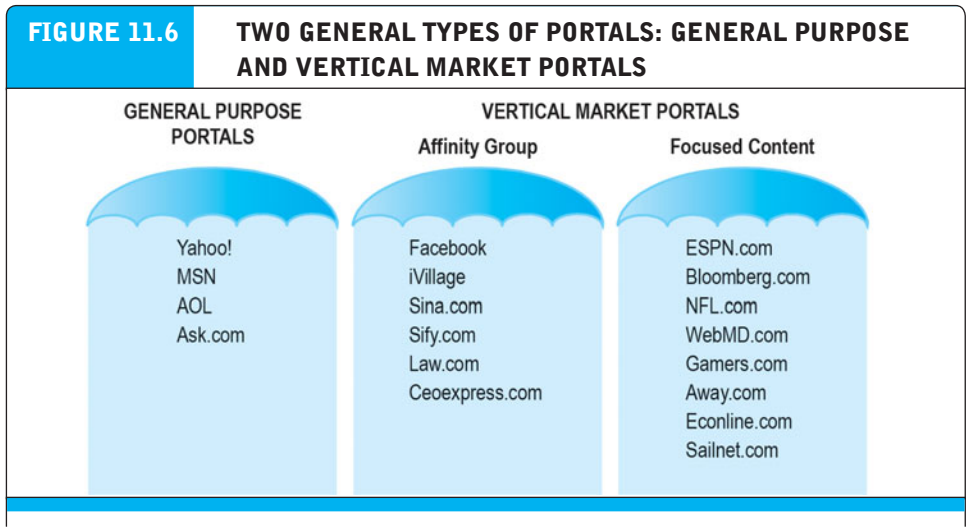 FIGURE 11.6
TWO GENERAL TYPES OF PORTALS: GENERAL PURPOSE
AND VERTICAL MARKET PORTALS
GENERAL PURPOSE
PORTALS
VERTICAL MARKET PORTALS
Affinity Group
Focused Content
Yahoo!
MSN
AOL
Ask.com
Facebook
iVillage
Sina.com
Sify.com
Law.com
Ceoexpress.com
ESPN.com
Bloomberg.com
NFL.com
WebMD.com
Gamers.com
Away.com
Econline.com
Sailnet.com